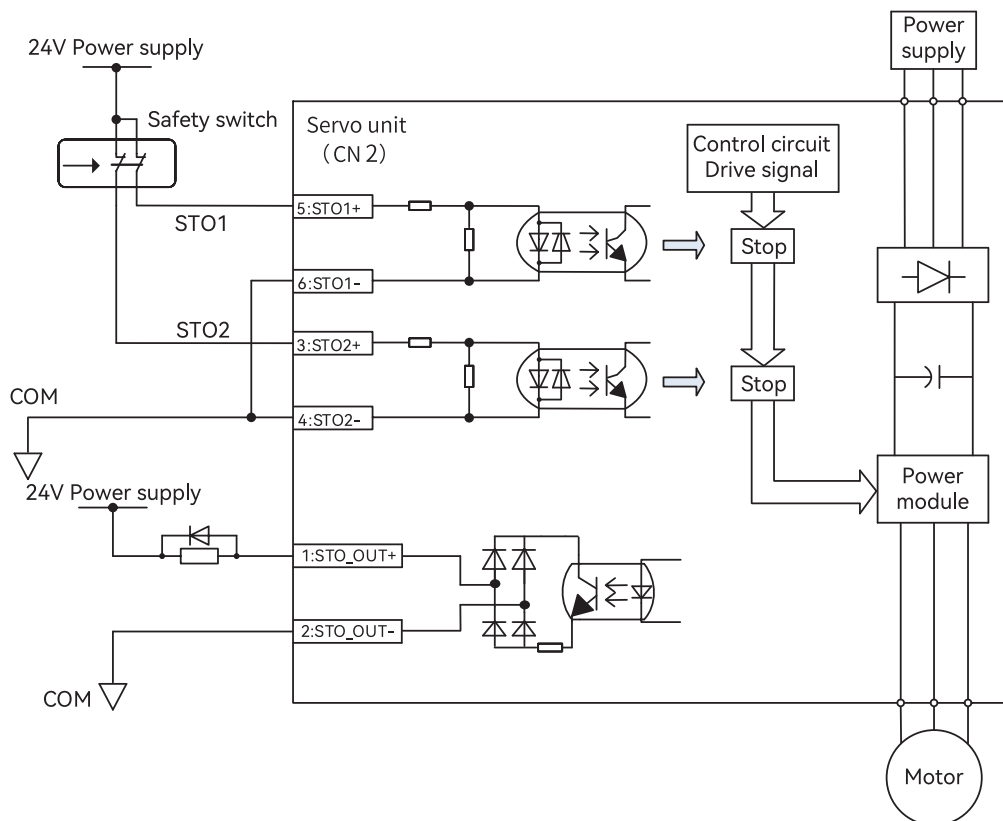 Power
supply
24V Power supply
Safety switch
Servo unit
(CN 2)
Control circuit
Drive signal
5:STO1+
STO1
Stop
6:STO1-
STO2
3:STO2+
Stop
COM
4:STO2-
24V Power supply
Power
module
1:STO_OUT+
2:STO_OUT-
COM
Motor